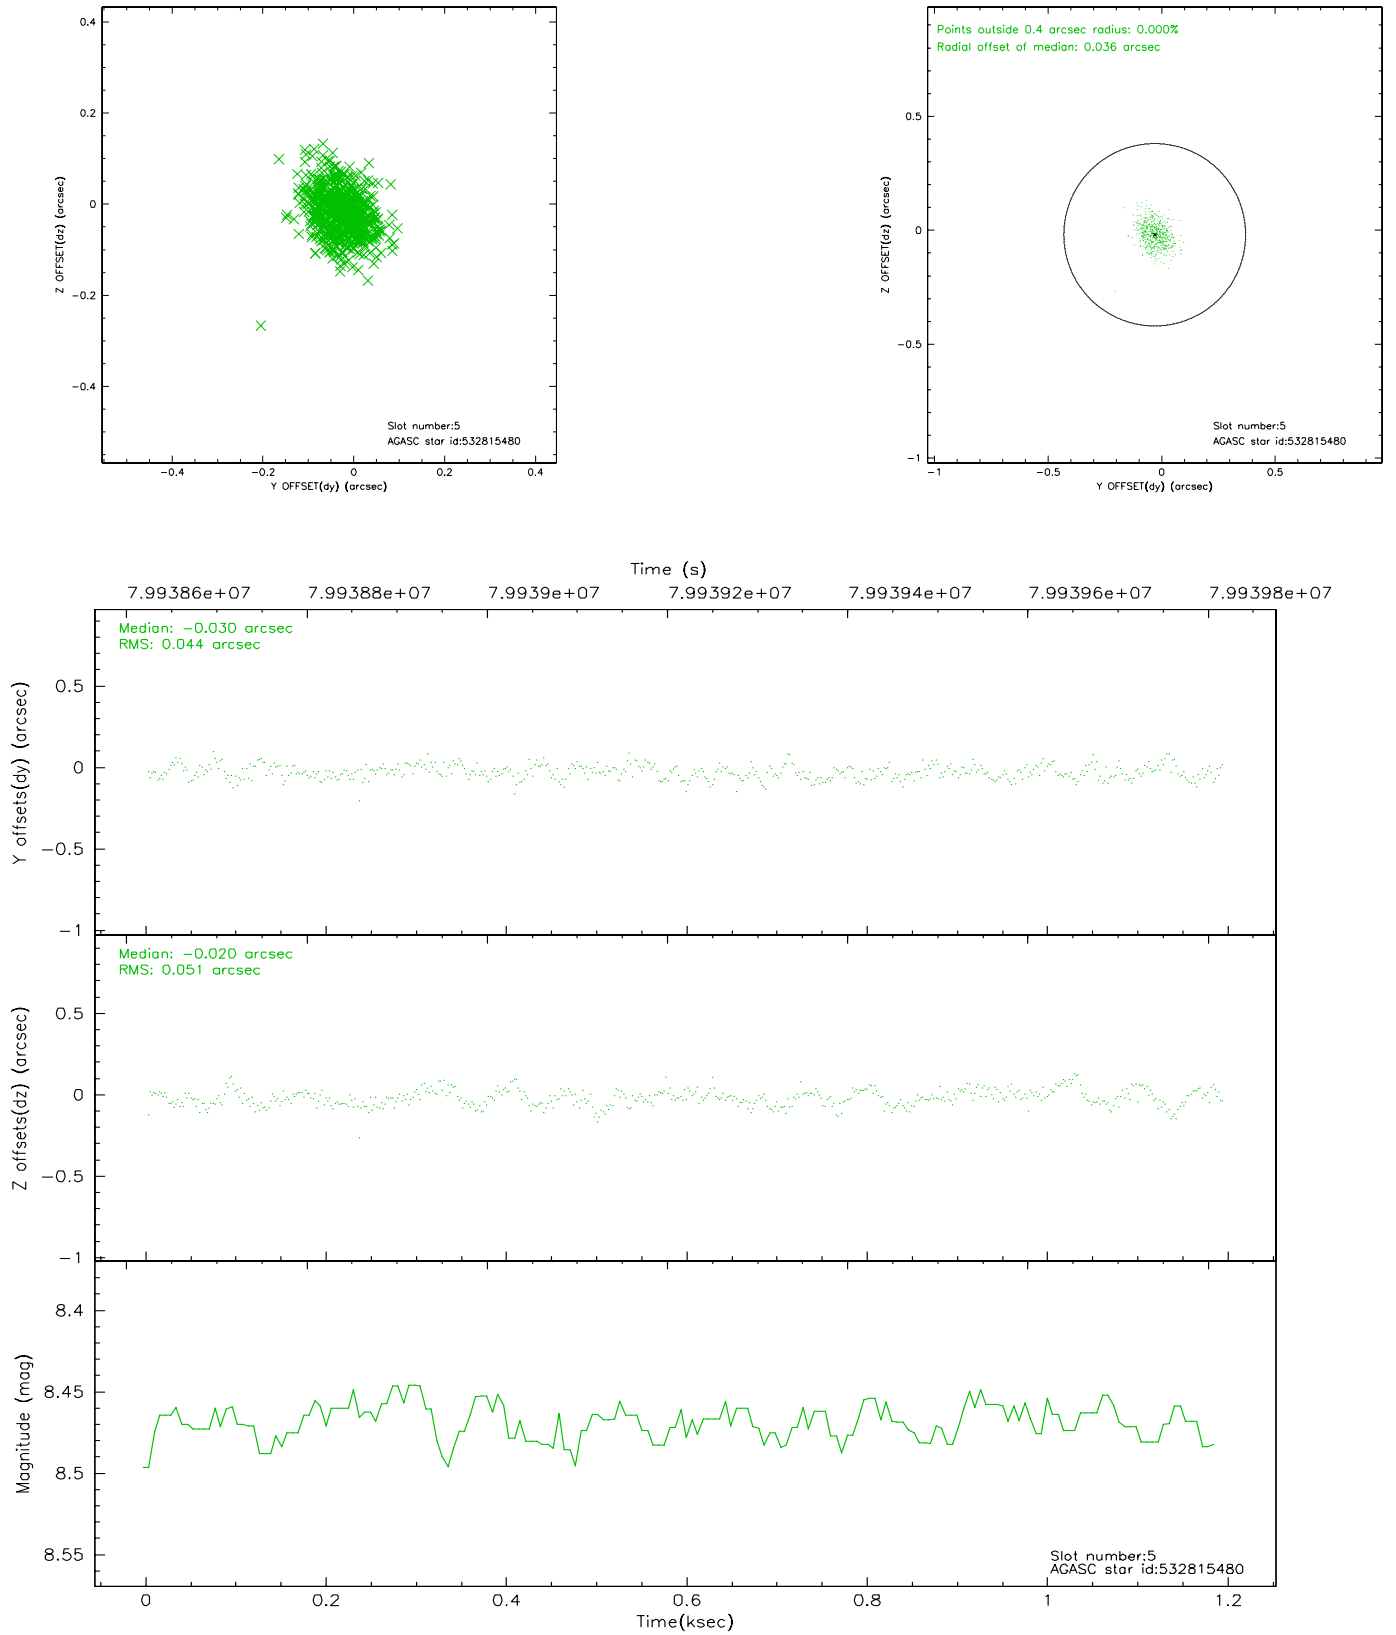 0.4
0.2
0
-0.2
-0.4
Z OFFSET(dz) (arcsec)
Slot number:5
AGASC star id:532815480
-0.4 -0.2 0 0.2 0.4
Y OFFSET(dy) (arcsec)
Points outside 0.4 arcsec radius: 0.000%
Radial offset of median: 0.036 arcsec
0.5
0
-0.5
-1
Z OFFSET(dz) (arcsec)
Slot number:5
AGASC star id:532815480
-1 -0.5 0 0.5
Y OFFSET(dy) (arcsec)
Time (s)
7.99386e+07 7.99388e+07 7.9939e+07 7.99392e+07 7.99394e+07 7.99396e+07 7.99398e+07
Median: -0.030 arcsec
RMS: 0.044 arcsec
0.5
0
-0.5
-1
Y offsets(dy) (arcsec)
Median: -0.020 arcsec
RMS: 0.051 arcsec
0.5
0
-0.5
-1
Z offsets(dz) (arcsec)
8.4
8.45
8.5
8.55
Magnitude (mag)
Slot number:5
AGASC star id:532815480
0 0.2 0.4 0.6 0.8 1 1.2
Time(ksec)